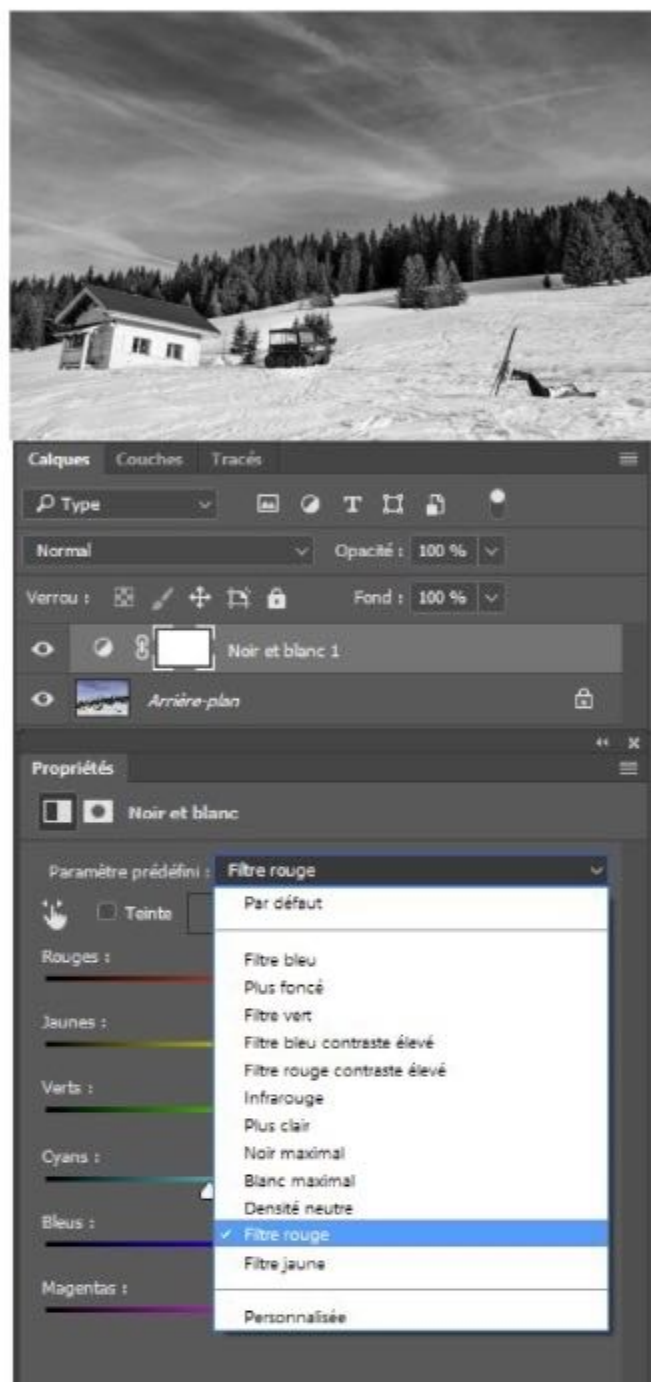 Calques Couches Tracés
Type T
Normal Opacité : 100 %
Verrou : Fond : 100 %
Noir et blanc 1
Arrière-plan
Propriétés
Noir et blanc
Paramètre prédéfini : Filtre rouge
Par défaut
Teinte
Filtre bleu
Rouges :
Plus foncé
Filtre vert
Jaunes :
Filtre bleu contraste élevé
Filtre rouge contraste élevé
Verts :
Infrarouge
Plus clair
Noir maximal
Cyans :
Blanc maximal
Densité neutre
Bleus :
Filtre rouge
Filtre jaune
Magentas :
Personnalisée